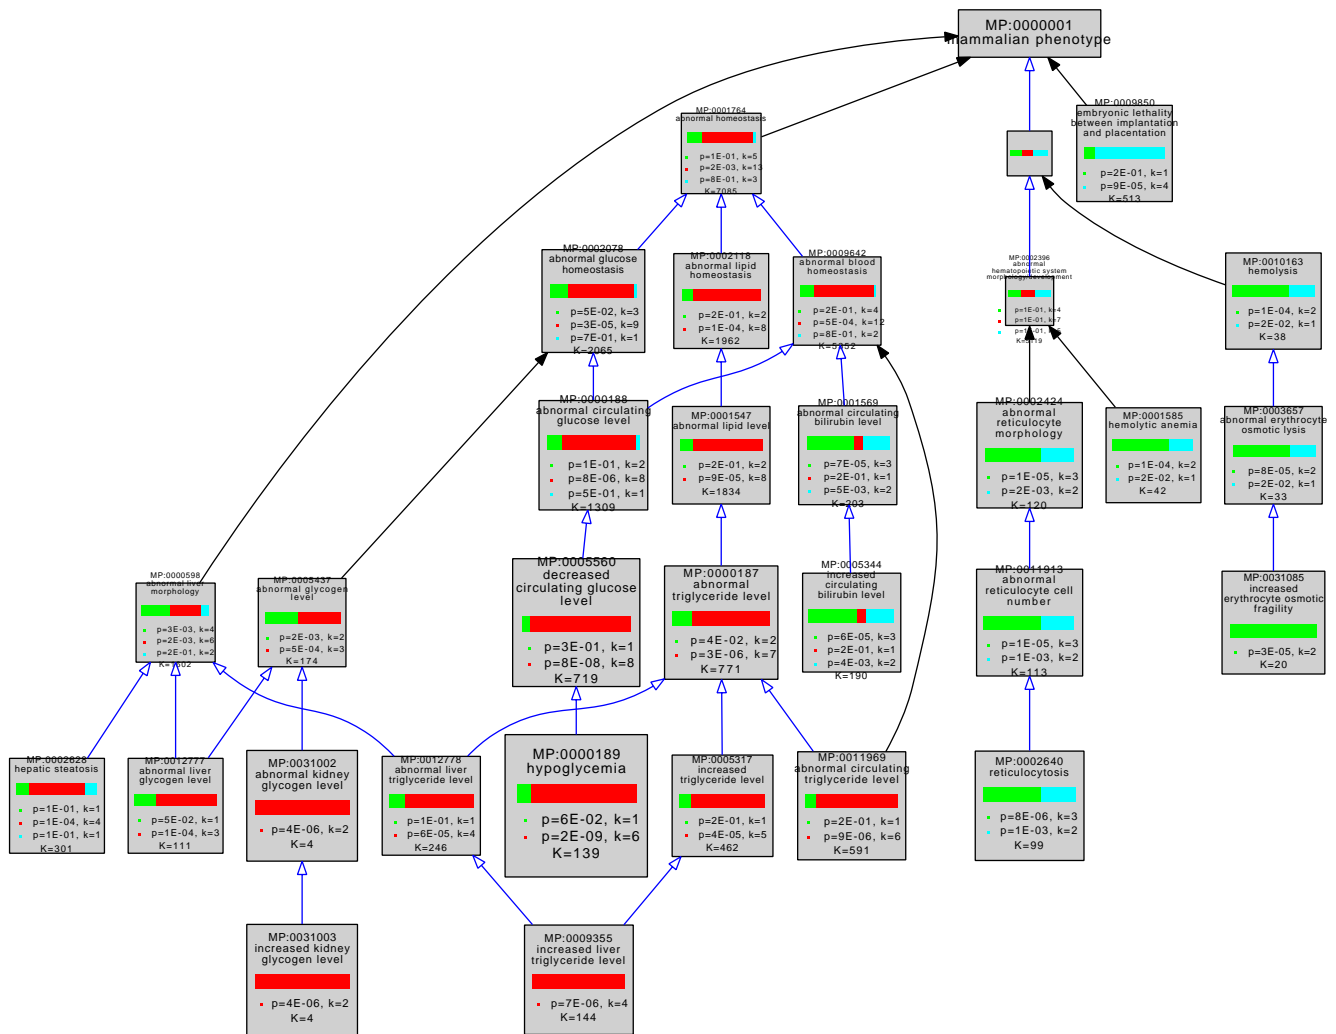 MP:0000001
mammalian phenotype
MP:0009850
embryonic lethality
between implantation
and placentation
p=2E-01, k=1
p=9E-05, k=4
K=513
MP:0001764
abnormal homeostasis
p=1E-01, k=5
p=2E-03, k=13
p=8E-01, k=3
K=7085
MP:0002078
abnormal glucose
homeostasis
p=5E-02, k=3
p=3E-05, k=9
p=7E-01, k=1
K=2065
MP:0002118
abnormal lipid
homeostasis
p=2E-01, k=2
p=1E-04, k=8
K=1962
MP:0009642
abnormal blood
homeostasis
p=2E-01, k=4
p=5E-04, k=12
p=8E-01, k=2
MP:0002396
abnormal
hematopoietic system
morphology/development
p=1E-01, k=4
p=1E-01, k=7
MP:0010163
hemolysis
p=1E-04, k=2
p=2E-02, k=1
K=38
MP:0000188
abnormal circulating
glucose level
p=1E-01, k=2
p=8E-06, k=8
p=5E-01, k=1
K=1309
MP:0001547
abnormal lipid level
p=2E-01, k=2
p=9E-05, k=8
K=1834
MP:0001569
abnormal circulating
bilirubin level
p=7E-05, k=3
p=2E-01, k=1
p=5E-03, k=2
K=203
MP:0002424
abnormal
reticulocyte
morphology
p=1E-05, k=3
p=2E-03, k=2
K=120
MP:0001585
hemolytic anemia
p=1E-04, k=2
p=2E-02, k=1
K=42
MP:0003657
abnormal erythrocyte
osmotic lysis
p=8E-05, k=2
p=2E-02, k=1
K=33
MP:0000598
abnormal liver
morphology
p=3E-03, k=4
p=2E-03, k=6
p=2E-01, k=2
MP:0005437
abnormal glycogen
level
p=2E-03, k=2
p=5E-04, k=3
K=174
MP:0005560
decreased
circulating glucose
level
p=3E-01, k=1
p=8E-08, k=8
K=719
MP:0000187
abnormal
triglyceride level
p=4E-02, k=2
p=3E-06, k=7
K=771
MP:0005344
increased
circulating
bilirubin level
p=6E-05, k=3
p=2E-01, k=1
p=4E-03, k=2
K=190
MP:0011913
abnormal
reticulocyte cell
number
p=1E-05, k=3
p=1E-03, k=2
K=113
MP:0031085
increased
erythrocyte osmotic
fragility
p=3E-05, k=2
K=20
MP:0002628
hepatic steatosis
p=1E-01, k=1
p=1E-04, k=4
p=1E-01, k=1
K=301
MP:0012777
abnormal liver
glycogen level
p=5E-02, k=1
p=1E-04, k=3
K=111
MP:0031002
abnormal kidney
glycogen level
p=4E-06, k=2
K=4
MP:0012778
abnormal liver
triglyceride level
p=1E-01, k=1
p=6E-05, k=4
K=246
MP:0000189
hypoglycemia
p=6E-02, k=1
p=2E-09, k=6
K=139
MP:0005317
increased
triglyceride level
p=2E-01, k=1
p=4E-05, k=5
K=462
MP:0011969
abnormal circulating
triglyceride level
p=2E-01, k=1
p=9E-06, k=6
K=591
MP:0002640
reticulocytosis
p=8E-06, k=3
p=1E-03, k=2
K=99
MP:0031003
increased kidney
glycogen level
p=4E-06, k=2
K=4
MP:0009355
increased liver
triglyceride level
p=7E-06, k=4
K=144